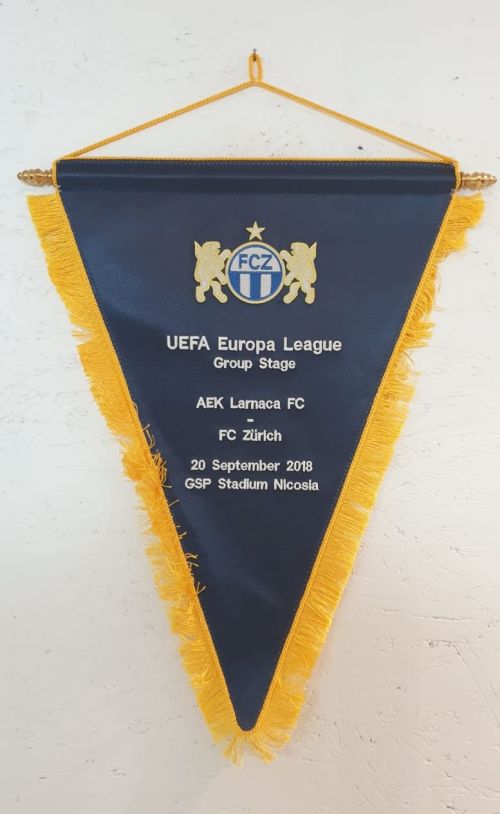 FCZ
UEFA Europa League
Group Stage
AEK Larnaca FC
-
FC Zürich
20 September 2018
GSP Stadium Nicosia